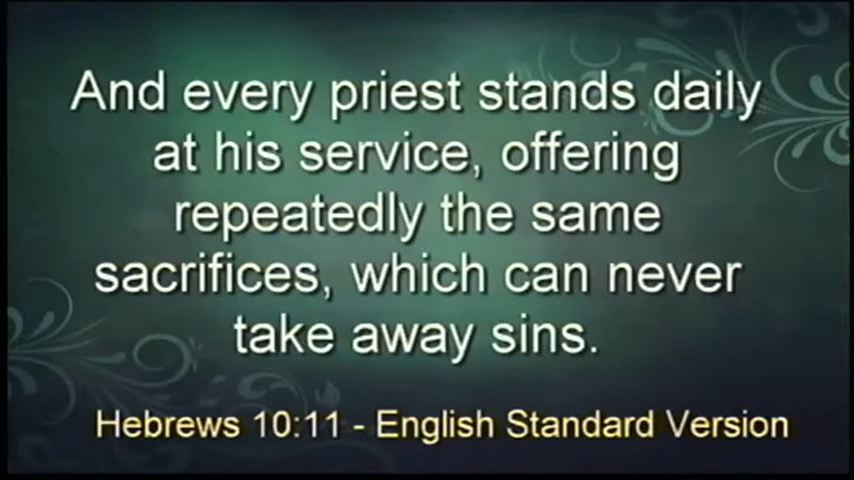 And every priest stands daily
at his service, offering
repeatedly the same
sacrifices, which can never
take away sins.
Hebrews 10:11 - English Standard Version